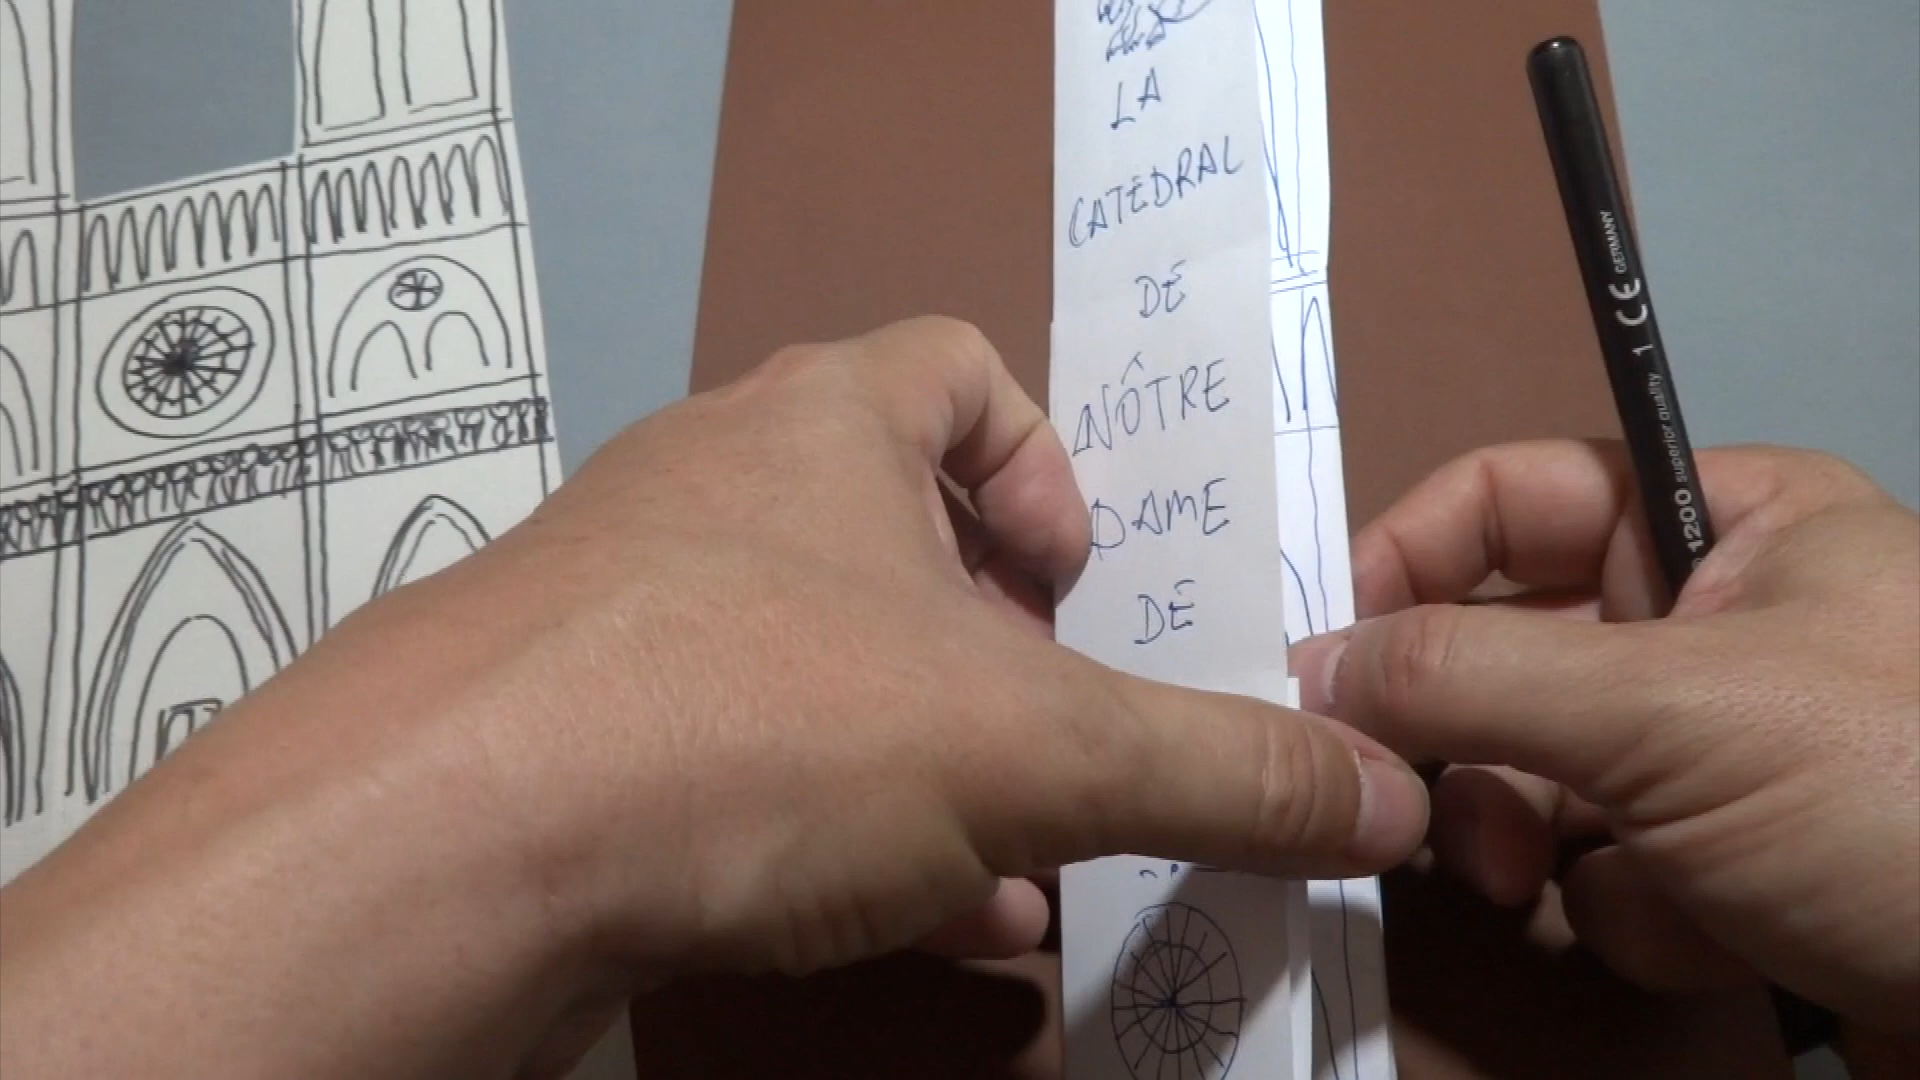 LA
CATEDRAL
DE
NÔTRE
DAME
DE
1200 superior quality 1 CE GERMANY